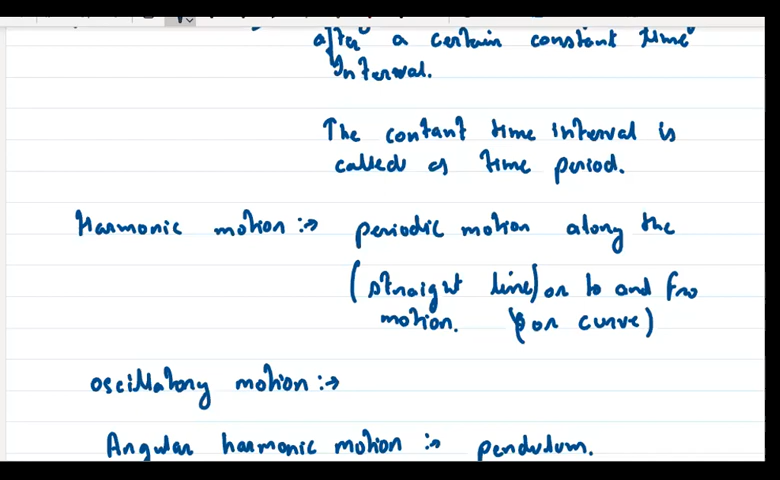 after a certain constant time
Interval.
The contant time interval is
called as time period.
Harmonic motion :→ periodic motion along the
(straight line) or to and fro
motion. (or curve)
oscillatory motion :→
Angular harmonic motion :→ pendulum.